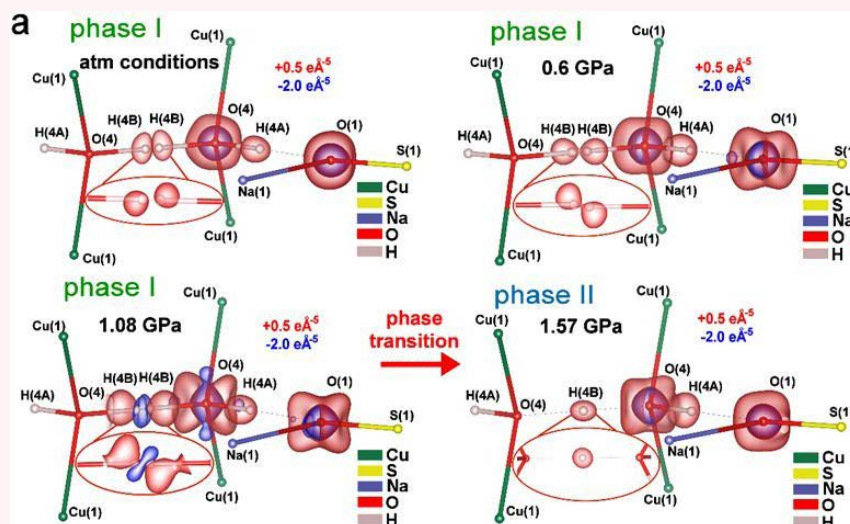 a
phase I
atm conditions
+0.5 eÅ⁻⁵
-2.0 eÅ⁻⁵
Cu(1)
Cu(1)
O(4)
H(4B)
H(4B)
H(4A)
O(4)
H(4A)
O(1)
S(1)
Na(1)
Cu(1)
Cu(1)
Cu
S
Na
O
H
phase I
0.6 GPa
+0.5 eÅ⁻⁵
-2.0 eÅ⁻⁵
Cu(1)
Cu(1)
O(4)
H(4B)
H(4B)
H(4A)
O(4)
H(4A)
O(1)
S(1)
Na(1)
Cu(1)
Cu(1)
Cu
S
Na
O
H
phase I
1.08 GPa
+0.5 eÅ⁻⁵
-2.0 eÅ⁻⁵
Cu(1)
Cu(1)
O(4)
H(4B)
H(4B)
H(4A)
O(4)
H(4A)
O(1)
S(1)
Na(1)
Cu(1)
Cu(1)
Cu
S
Na
O
H
phase
transition
phase II
1.57 GPa
+0.5 eÅ⁻⁵
-2.0 eÅ⁻⁵
Cu(1)
Cu(1)
O(4)
H(4B)
H(4A)
H(4A)
O(4)
O(1)
S(1)
Na(1)
Cu(1)
Cu(1)
Cu
S
Na
O
H